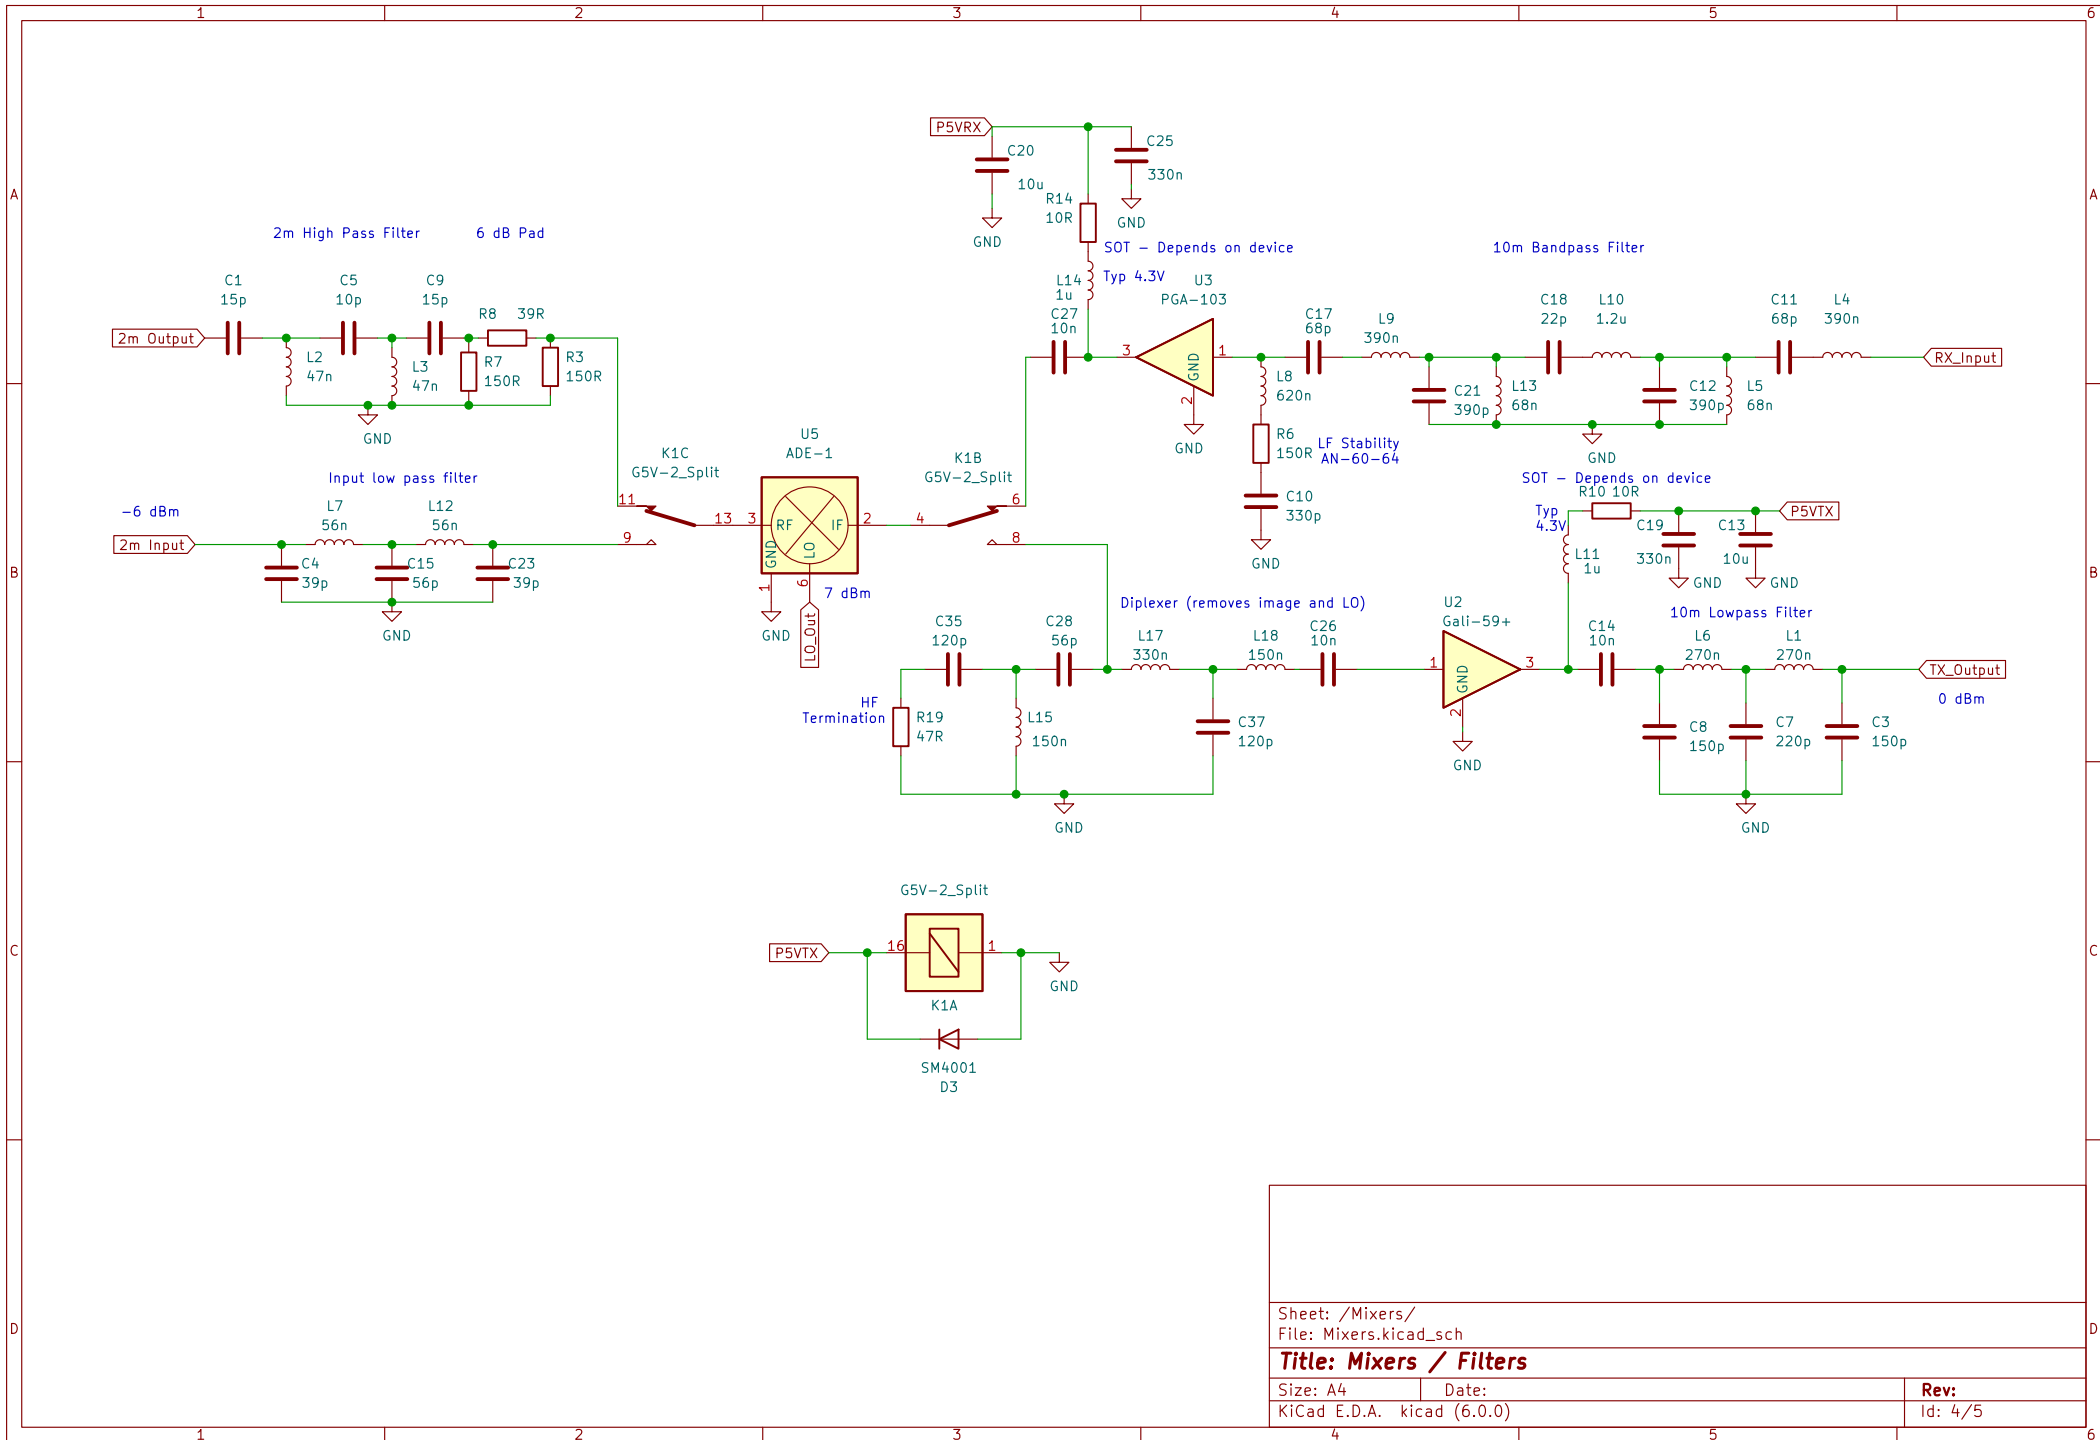 1 2 3 4 5 6
A A
B B
C C
D D
1 2 3 4 5 6
P5VRX
C20
10u
GND
C25
330n
GND
R14
10R
SOT - Depends on device
Typ 4.3V
L14
1u
C27
10n
U3
PGA-103
3
1
GND
2
GND
2m High Pass Filter
6 dB Pad
C1
15p
C5
10p
C9
15p
R8 39R
2m Output
L2
47n
L3
47n
R7
150R
R3
150R
GND
10m Bandpass Filter
C17
68p
L9
390n
C18
22p
L10
1.2u
C11
68p
L4
390n
RX_Input
L8
620n
C21
390p
L13
68n
C12
390p
L5
68n
GND
R6
150R
LF Stability
AN-60-64
C10
330p
GND
Input low pass filter
-6 dBm
L7
56n
L12
56n
2m Input
C4
39p
C15
56p
C23
39p
GND
K1C
G5V-2_Split
11
13
9
U5
ADE-1
3
RF
IF
2
GND
LO
1
6
GND
7 dBm
LO_Out
K1B
G5V-2_Split
6
4
8
SOT - Depends on device
R10 10R
Typ
4.3V
P5VTX
C19
330n
C13
10u
L11
1u
GND
GND
Diplexer (removes image and LO)
C35
120p
C28
56p
L17
330n
L18
150n
C26
10n
HF
Termination
R19
47R
L15
150n
C37
120p
GND
U2
Gali-59+
1
3
GND
2
GND
10m Lowpass Filter
C14
10n
L6
270n
L1
270n
TX_Output
0 dBm
C8
150p
C7
220p
C3
150p
GND
G5V-2_Split
P5VTX
16
1
GND
K1A
SM4001
D3
Sheet: /Mixers/
File: Mixers.kicad_sch
Title: Mixers / Filters
Size: A4 Date: Rev:
KiCad E.D.A. kicad (6.0.0) Id: 4/5